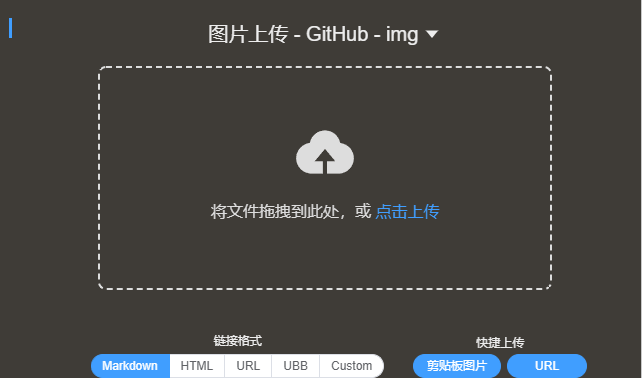 图片上传 - GitHub - img
将文件拖拽到此处，或 点击上传
链接格式
快捷上传
Markdown HTML URL UBB Custom
剪贴板图片 URL